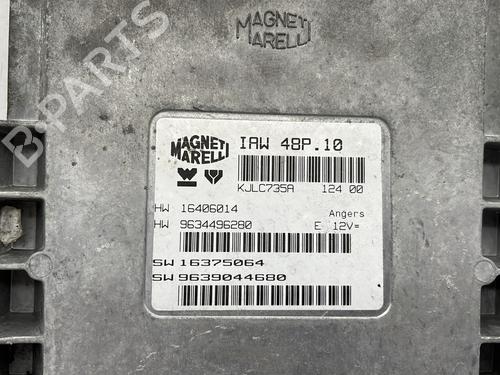 MAGNETI
MARELLI
B-PARTS
MAGNETI
MARELLI
IAW 48P.10
KJLC735A 124 00
HW 16406014 Angers
HW 9634496280 E 12V=
SW 16375064
SW 9639044680